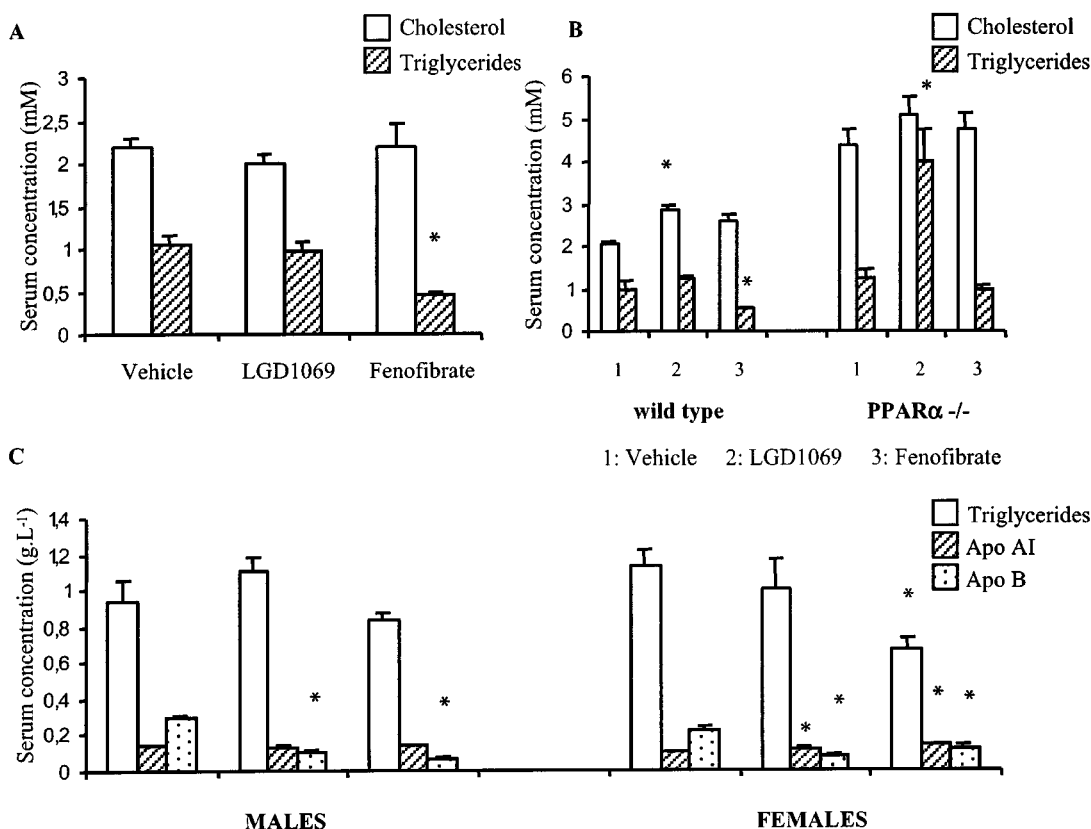 A
Cholesterol
Triglycerides
Serum concentration (mM)
3
2,5
2
1,5
1
0,5
0
*
Vehicle LGD1069 Fenofibrate
B
Cholesterol
Triglycerides
Serum concentration (mM)
6
5
4
3
2
1
0
*
*
*
1 2 3 1 2 3
wild type PPARα -/-
1: Vehicle 2: LGD1069 3: Fenofibrate
C
Triglycerides
Apo AI
Apo B
Serum concentration (g.L-1)
1,4
1,2
1
0,8
0,6
0,4
0,2
0
* * * * * * *
MALES FEMALES